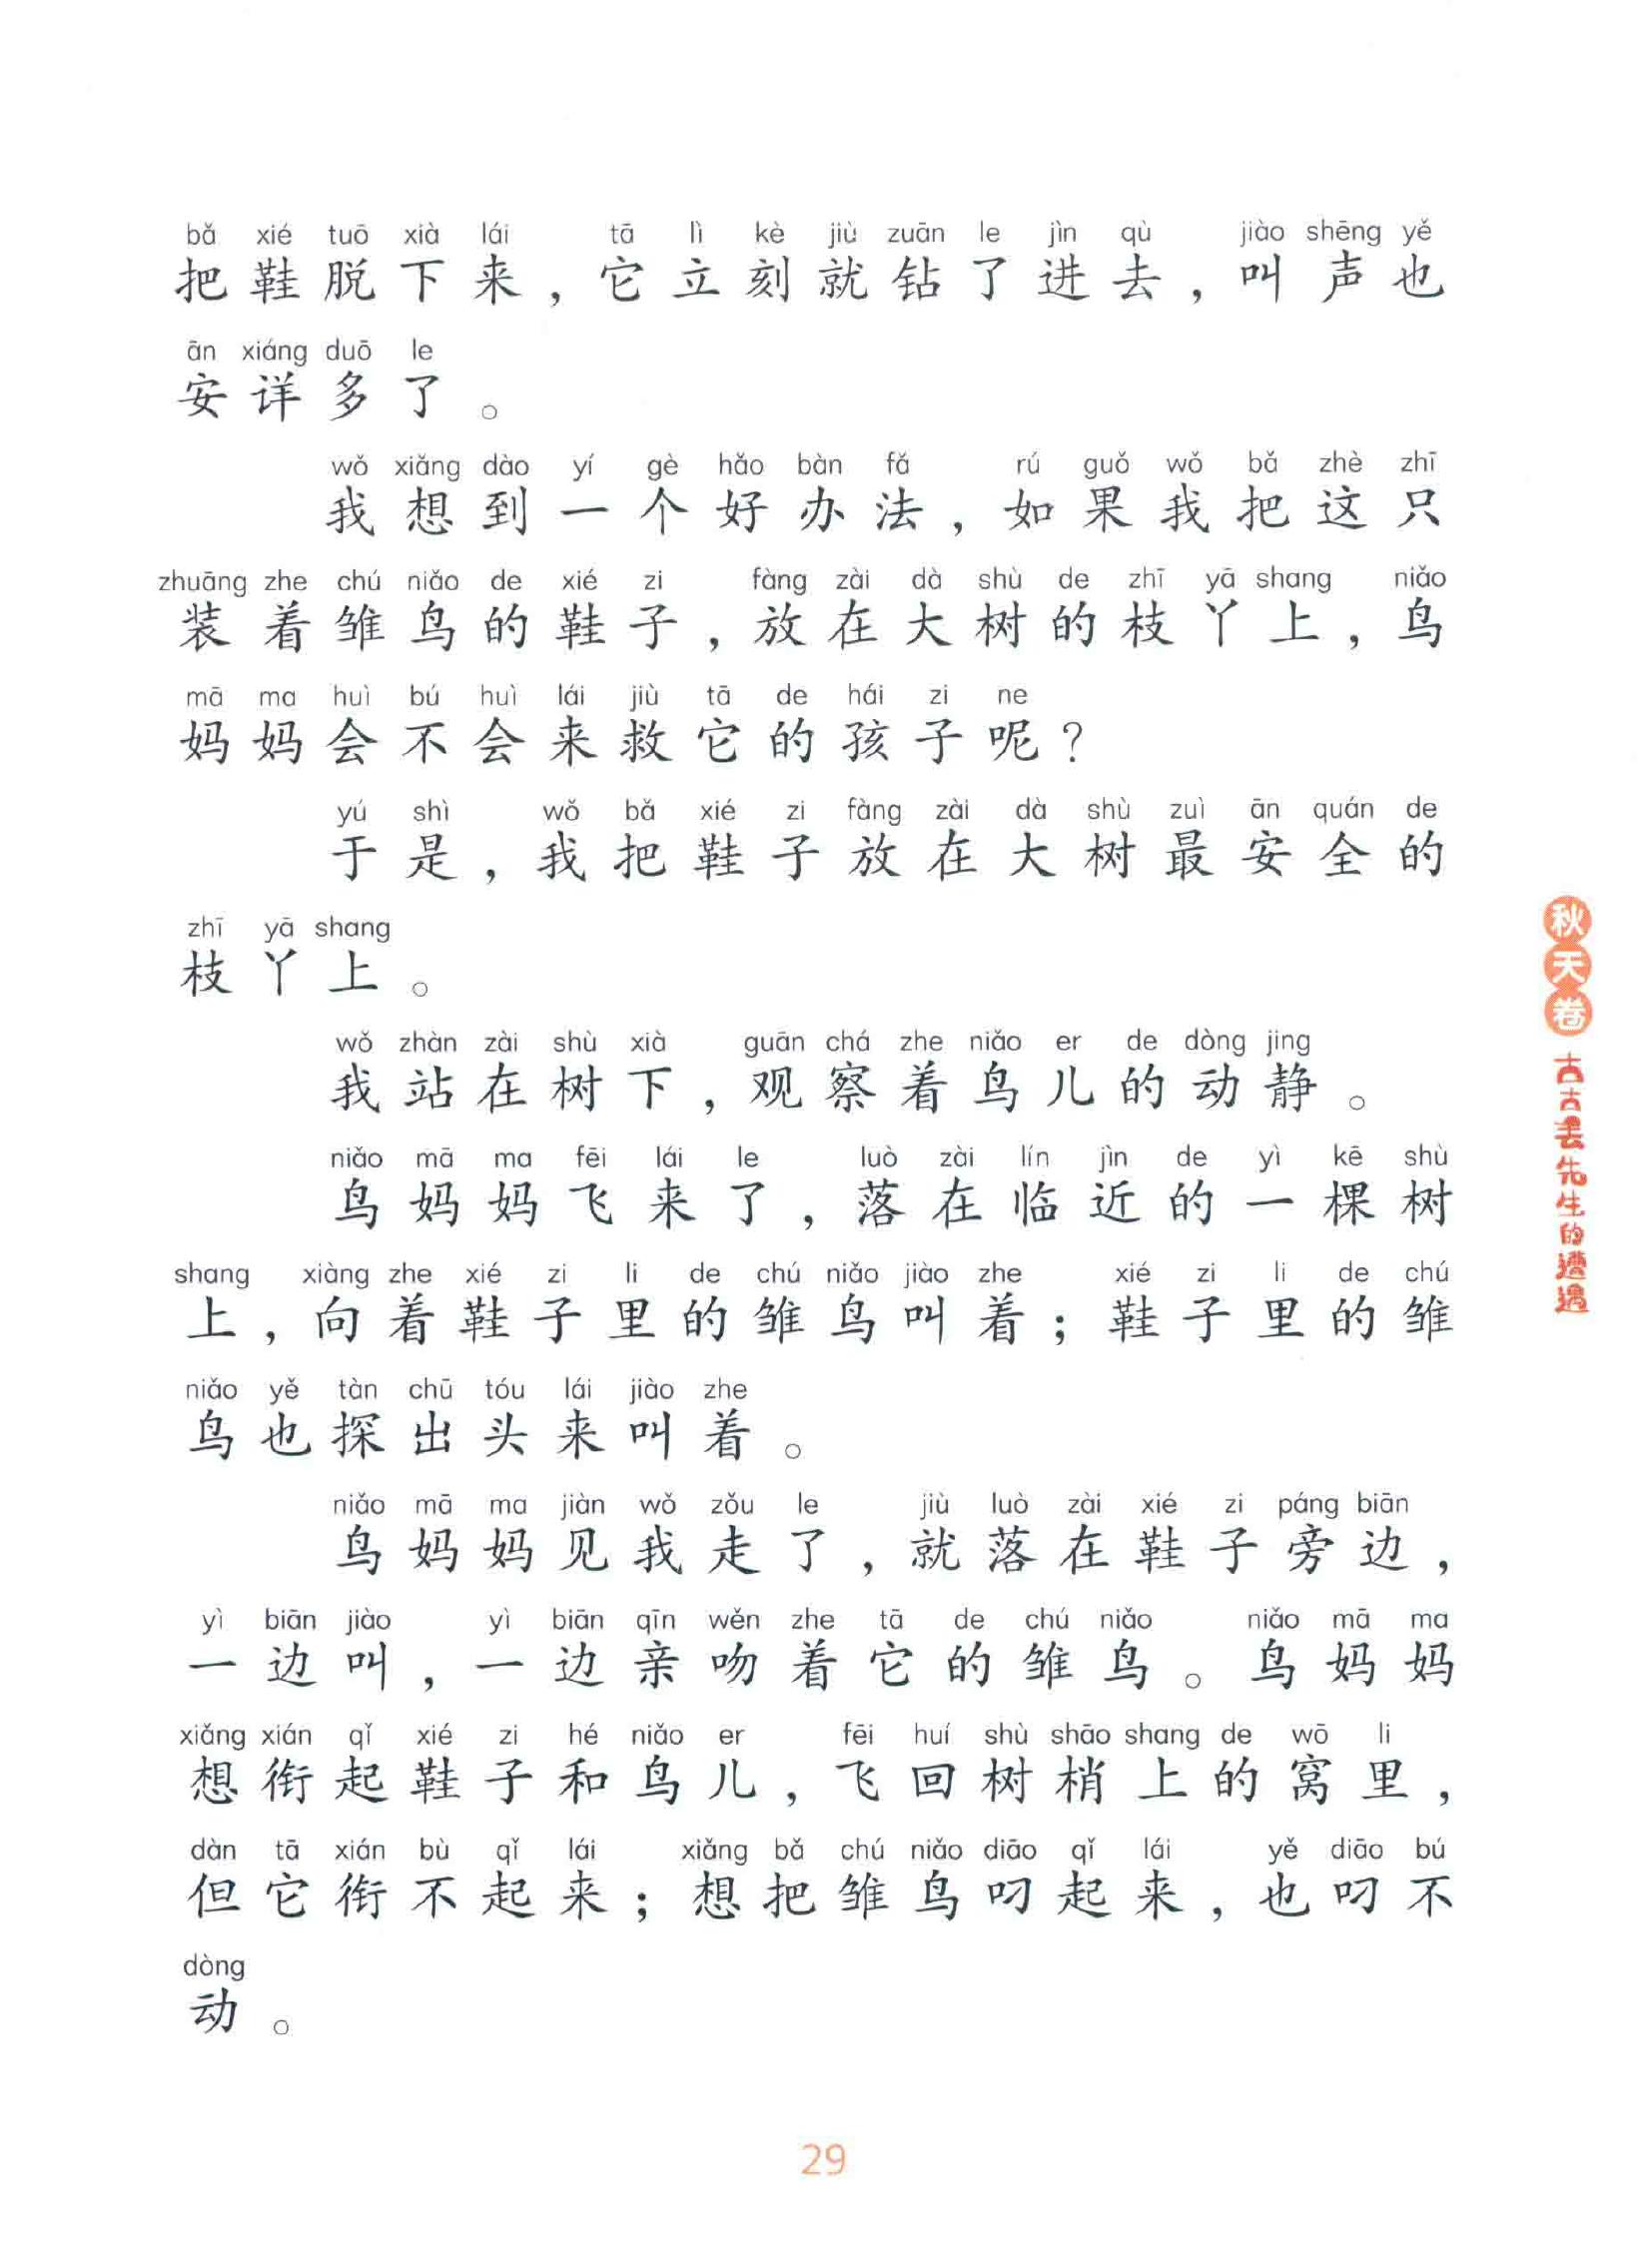 bǎ xié tuō xià lái tā lì kè jiù zuān le jìn qù jiào shēng yě
把鞋脱下来，它立刻就钻了进去，叫声也
ān xiáng duō le
安详多了。
wǒ xiǎng dào yí gè hǎo bàn fǎ rú guǒ wǒ bǎ zhè zhī
我想到一个好办法，如果我把这只
zhuāng zhe chú niǎo de xié zi fàng zài dà shù de zhī yā shang niǎo
装着雏鸟的鞋子，放在大树的枝丫上，鸟
mā ma huì bú huì lái jiù tā de hái zi ne
妈妈会不会来救它的孩子呢？
yú shì wǒ bǎ xié zi fàng zài dà shù zuì ān quán de
于是，我把鞋子放在大树最安全的
zhī yā shang
枝丫上。
wǒ zhàn zài shù xià guān chá zhe niǎo er de dòng jing
我站在树下，观察着鸟儿的动静。
niǎo mā ma fēi lái le luò zài lín jìn de yì kē shù
鸟妈妈飞来了，落在临近的一棵树
shang xiàng zhe xié zi li de chú niǎo jiào zhe xié zi li de chú
上，向着鞋子里的雏鸟叫着；鞋子里的雏
niǎo yě tàn chū tóu lái jiào zhe
鸟也探出头来叫着。
niǎo mā ma jiàn wǒ zǒu le jiù luò zài xié zi páng biān
鸟妈妈见我走了，就落在鞋子旁边，
yì biān jiào yì biān qīn wěn zhe tā de chú niǎo niǎo mā ma
一边叫，一边亲吻着它的雏鸟。鸟妈妈
xiǎng xián qǐ xié zi hé niǎo er fēi huí shù shāo shang de wō li
想衔起鞋子和鸟儿，飞回树梢上的窝里，
dàn tā xián bù qǐ lái xiǎng bǎ chú niǎo diāo qǐ lái yě diāo bú
但它衔不起来；想把雏鸟叼起来，也叼不
dòng
动。
秋天卷
古古丢先生的遭遇
29